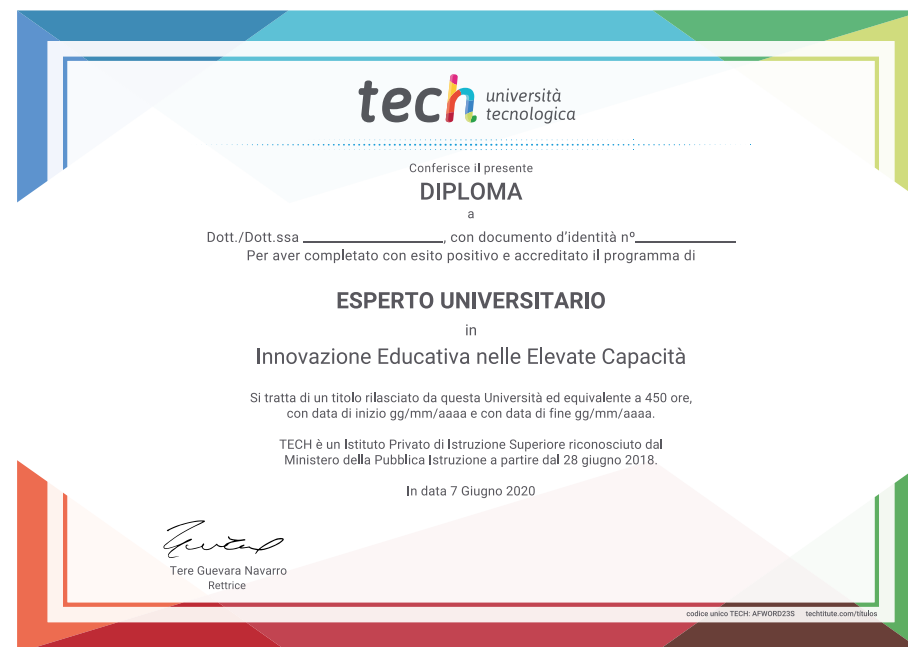 tech università
tecnologica
Conferisce il presente
DIPLOMA
a
Dott./Dott.ssa ____________________, con documento d'identità nº______________
Per aver completato con esito positivo e accreditato il programma di
ESPERTO UNIVERSITARIO
in
Innovazione Educativa nelle Elevate Capacità
Si tratta di un titolo rilasciato da questa Università ed equivalente a 450 ore,
con data di inizio gg/mm/aaaa e con data di fine gg/mm/aaaa.
TECH è un Istituto Privato di Istruzione Superiore riconosciuto dal
Ministero della Pubblica Istruzione a partire dal 28 giugno 2018.
In data 7 Giugno 2020
Tere Guevara Navarro
Rettrice
codice unico TECH: AFWORD23S techtitute.com/titulos